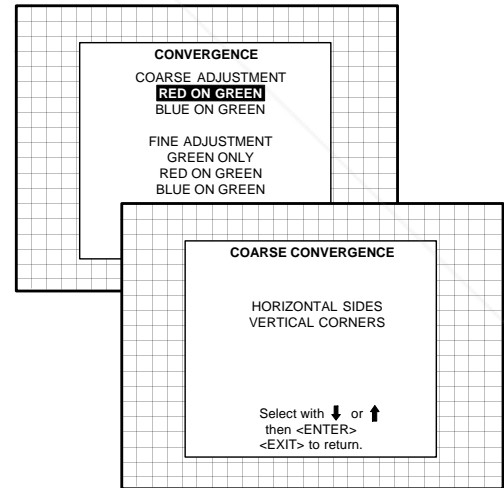 CONVERGENCE
COARSE ADJUSTMENT
RED ON GREEN
BLUE ON GREEN
FINE ADJUSTMENT
GREEN ONLY
RED ON GREEN
BLUE ON GREEN
COARSE CONVERGENCE
HORIZONTAL SIDES
VERTICAL CORNERS
Select with ⬇ or ⬆
then <ENTER>
<EXIT> to return.